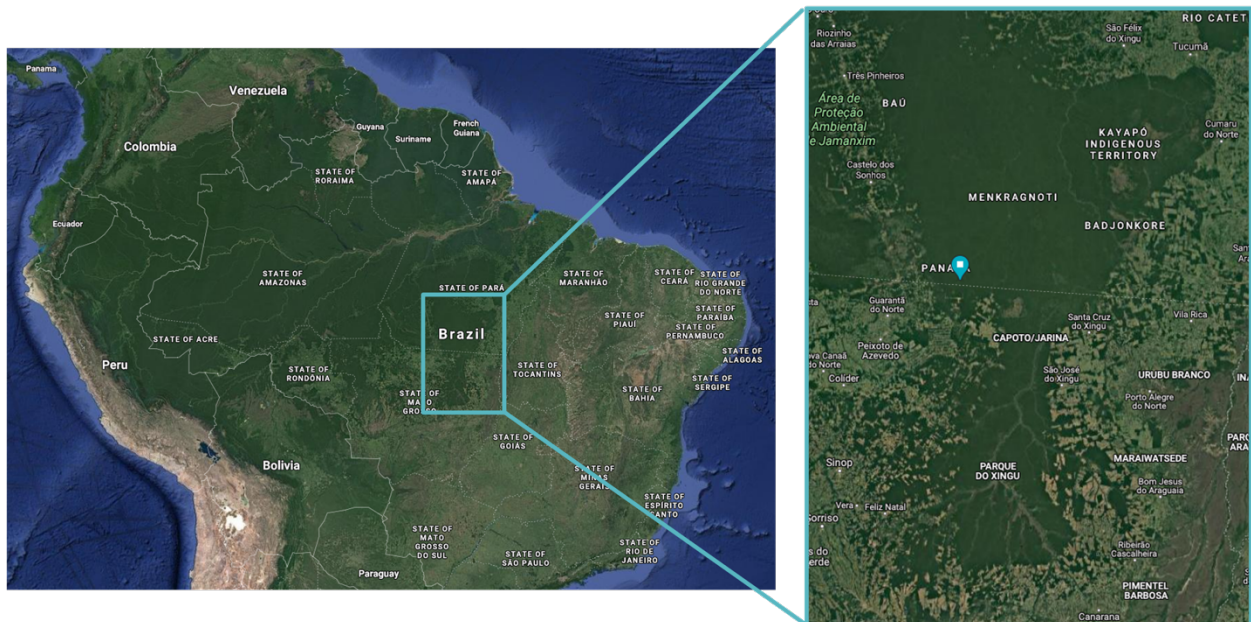 Panama
Venezuela
Guyana
French
Guiana
Suriname
Colombia
STATE OF
RORAIMA
STATE OF
AMAPÁ
Ecuador
STATE OF
AMAZONAS
STATE OF PARÁ
STATE OF
MARANHÃO
STATE OF
CEARÁ
STATE OF
RIO GRANDE
DO NORTE
STATE OF
PARAÍBA
STATE OF
PIAUÍ
STATE OF
PERNAMBUCO
STATE OF ACRE
Brazil
STATE OF
ALAGOAS
Peru
STATE OF
RONDÔNIA
STATE OF
TOCANTINS
STATE OF
SERGIPE
STATE OF
MATO
GROSSO
STATE OF
BAHIA
STATE OF
GOIÁS
Bolivia
STATE OF
MINAS
GERAIS
STATE OF
ESPÍRITO
SANTO
STATE OF
MATO
GROSSO
DO SUL
STATE OF
SÃO PAULO
STATE OF
RIO DE
JANEIRO
Paraguay
RIO CATET
Riozinho
das Arraias
São Félix
do Xingu
Tucumã
Três Pinheiros
BAÚ
Área de
Proteção
Ambiental
e Jamanxim
KAYAPÓ
INDIGENOUS
TERRITORY
Cumaru
do Norte
Castelo dos
Sonhos
MENKRAGNOTI
BADJONKORE
PANA
Guarantã
do Norte
Santa Cruz
do Xingu
Vila Rica
CAPOTO/JARINA
Peixoto de
Azevedo
va Canaã
do Norte
Colíder
São José
do Xingu
URUBU BRANCO
Porto Alegre
do Norte
Sinop
PARQUE
DO XINGU
MARAIWATSEDE
Bom Jesus
do Araguaia
Vera
Feliz Natal
Sorriso
Ribeirão
Cascalheira
PIMENTEL
BARBOSA
Canarana